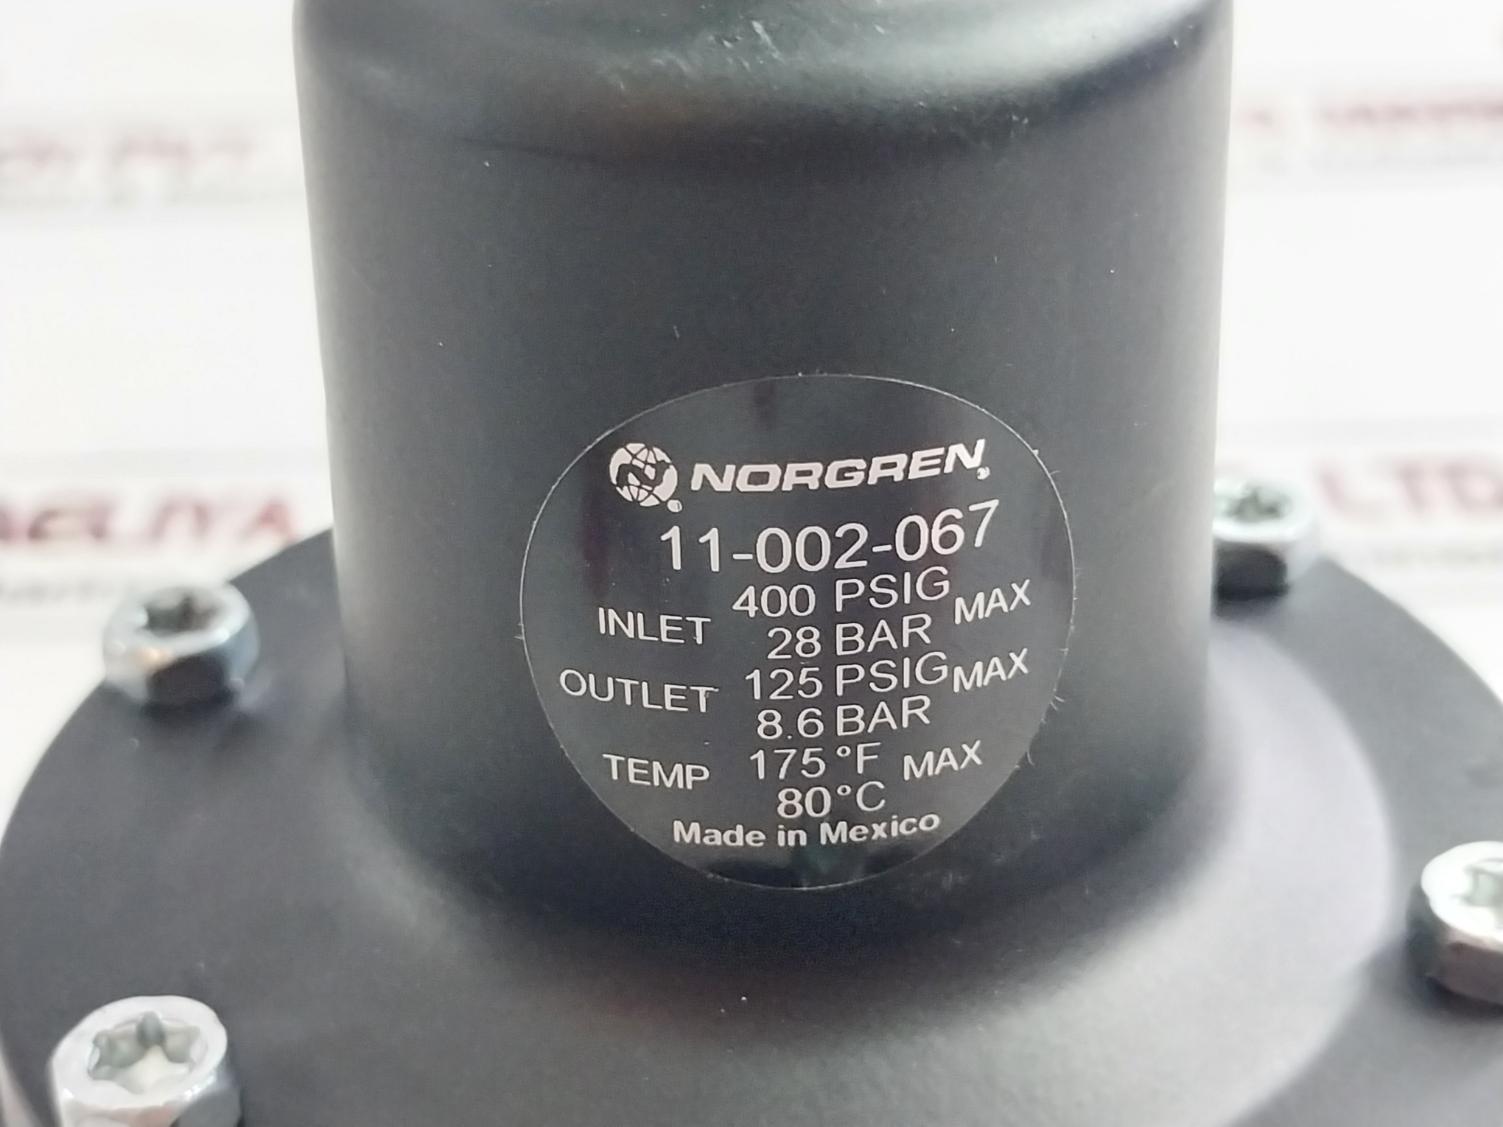 NORGREN
11-002-067
INLET 400 PSIG MAX
28 BAR
OUTLET 125 PSIG MAX
8.6 BAR
TEMP 175 °F MAX
80 °C
Made in Mexico
LTD